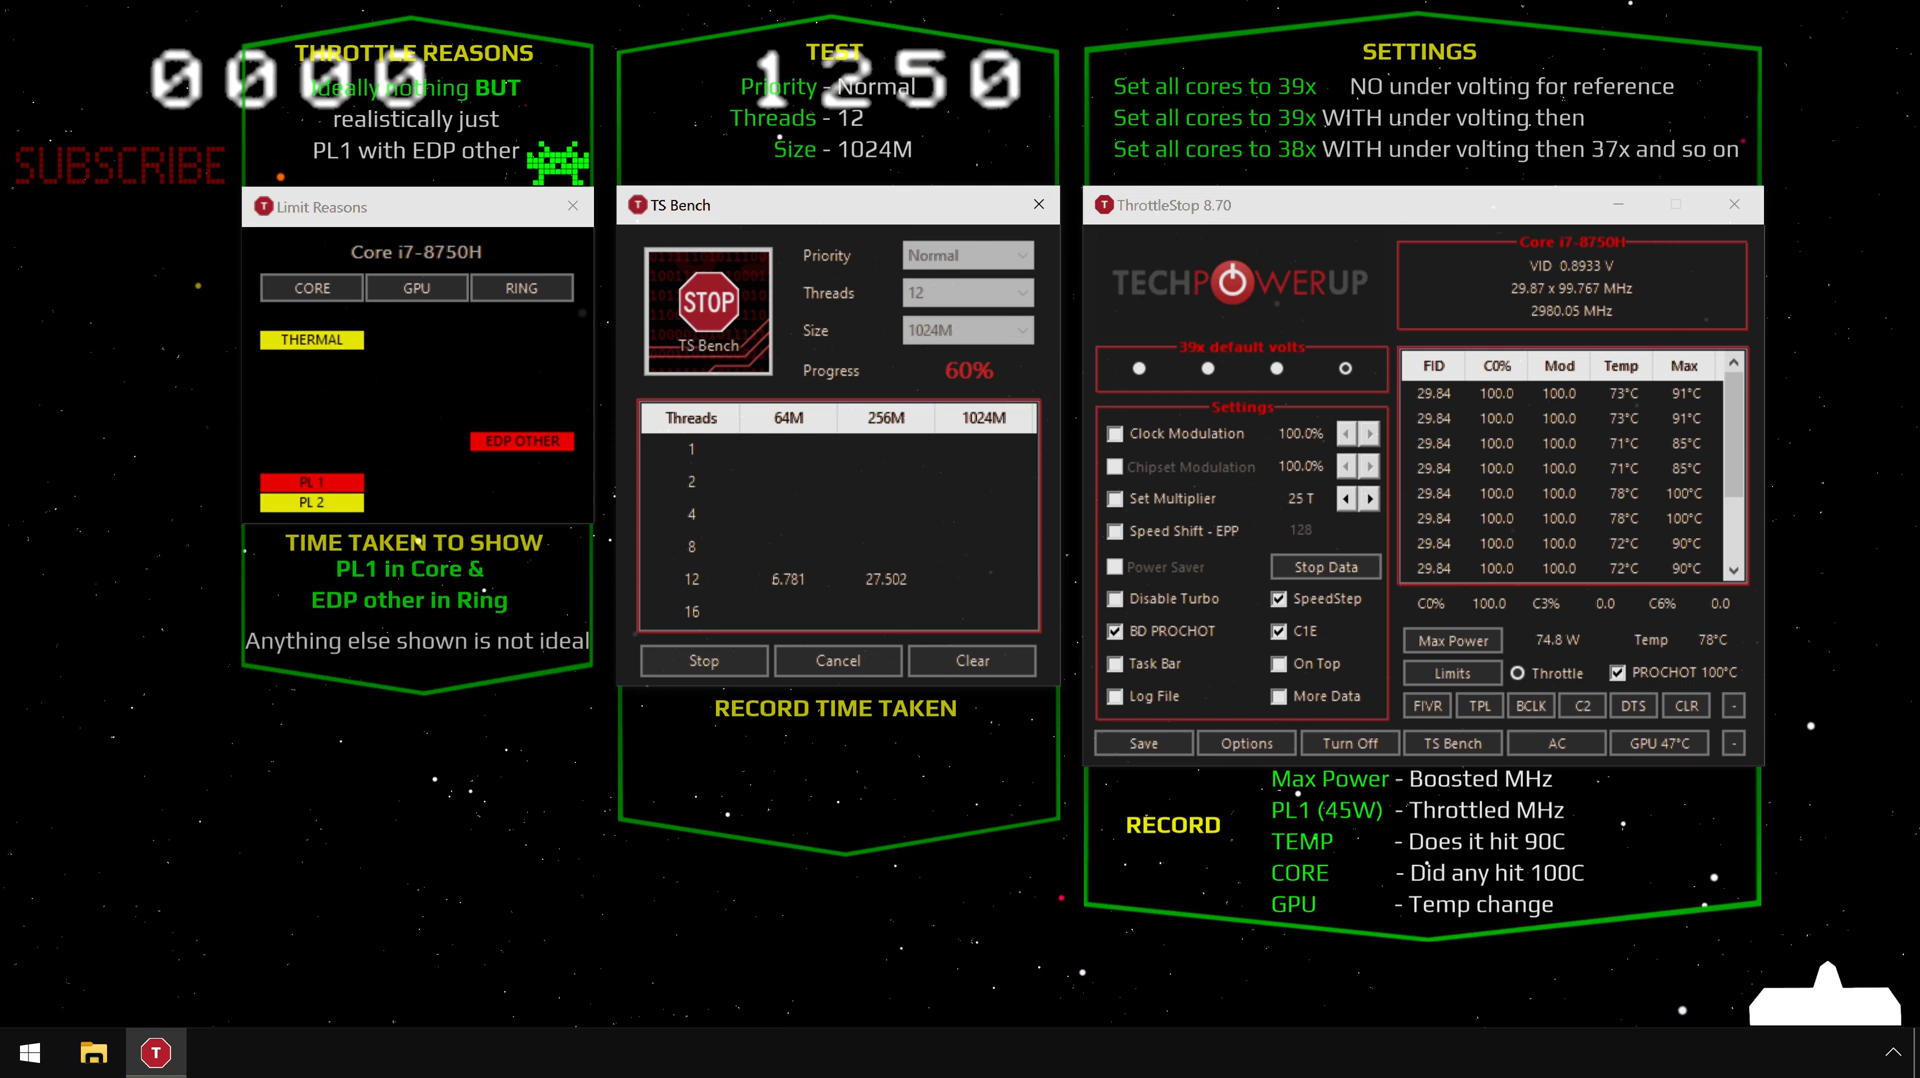 0000
1250
SUBSCRIBE
THROTTLE REASONS
Ideally nothing BUT
realistically just
PL1 with EDP other
Limit Reasons
Core i7-8750H
CORE GPU RING
THERMAL
EDP OTHER
PL 1
PL 2
TIME TAKEN TO SHOW
PL1 in Core &
EDP other in Ring
Anything else shown is not ideal
TEST
Priority - Normal
Threads - 12
Size - 1024M
TS Bench
STOP
TS Bench
Priority Normal
Threads 12
Size 1024M
Progress 60%
Threads 64M 256M 1024M
1
2
4
8
12 6.781 27.502
16
Stop Cancel Clear
RECORD TIME TAKEN
SETTINGS
Set all cores to 39x NO under volting for reference
Set all cores to 39x WITH under volting then
Set all cores to 38x WITH under volting then 37x and so on
ThrottleStop 8.70
TECHPOWERUP
Core i7-8750H
VID 0.8933 V
29.87 x 99.767 MHz
2980.05 MHz
39x default volts
Settings
Clock Modulation 100.0%
Chipset Modulation 100.0%
Set Multiplier 25 T
Speed Shift - EPP 128
Power Saver Stop Data
Disable Turbo SpeedStep
BD PROCHOT C1E
Task Bar On Top
Log File More Data
FID C0% Mod Temp Max
29.84 100.0 100.0 73°C 91°C
29.84 100.0 100.0 73°C 91°C
29.84 100.0 100.0 71°C 85°C
29.84 100.0 100.0 71°C 85°C
29.84 100.0 100.0 78°C 100°C
29.84 100.0 100.0 78°C 100°C
29.84 100.0 100.0 72°C 90°C
29.84 100.0 100.0 72°C 90°C
C0% 100.0 C3% 0.0 C6% 0.0
Max Power 74.8 W Temp 78°C
Limits Throttle PROCHOT 100°C
FIVR TPL BCLK C2 DTS CLR -
Save Options Turn Off TS Bench AC GPU 47°C -
RECORD
Max Power - Boosted MHz
PL1 (45W) - Throttled MHz
TEMP - Does it hit 90C
CORE - Did any hit 100C
GPU - Temp change
T